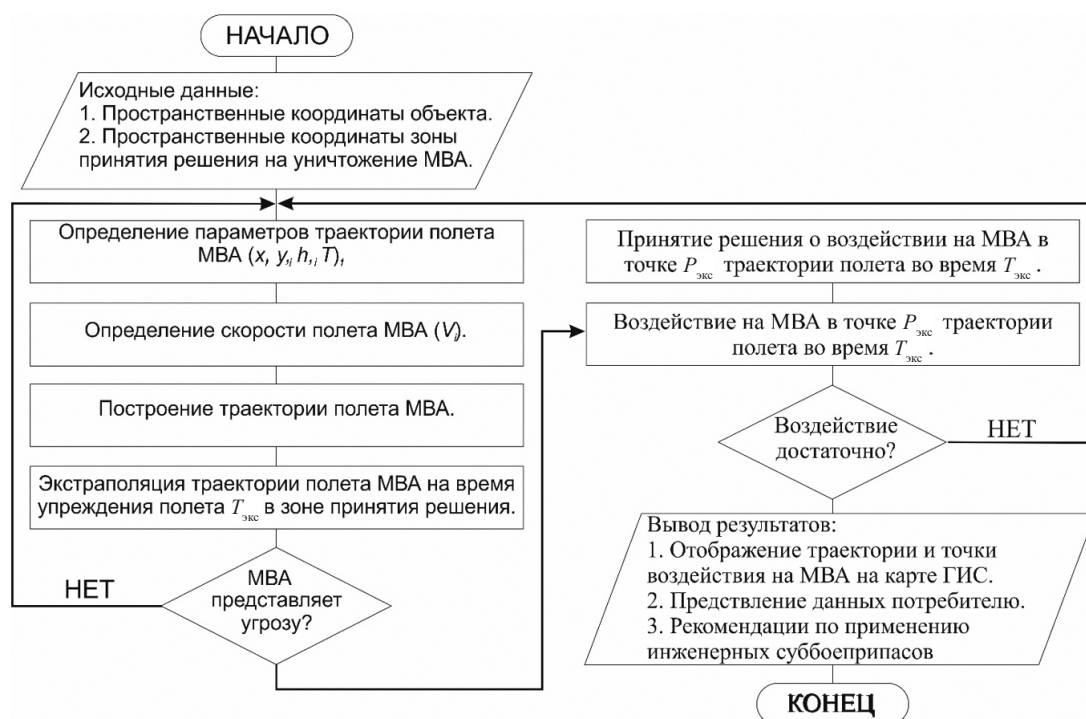 НАЧАЛО
Исходные данные:
1. Пространственные координаты объекта.
2. Пространственные координаты зоны
принятия решения на уничтожение МВА.
Определение параметров траектории полета
МВА (x, y,i h,i T),
Определение скорости полета МВА (Vi).
Построение траектории полета МВА.
Экстраполяция траектории полета МВА на время
упреждения полета Tэкс в зоне принятия решения.
НЕТ
МВА
представляет
угрозу?
Принятие решения о воздействии на МВА в
точке Pэкс траектории полета во время Tэкс .
Воздействие на МВА в точке Pэкс траектории
полета во время Tэкс .
Воздействие
достаточно?
НЕТ
Вывод результатов:
1. Отображение траектории и точки
воздействия на МВА на карте ГИС.
2. Предствление данных потребителю.
3. Рекомендации по применению
инженерных суббоеприпасов
КОНЕЦ